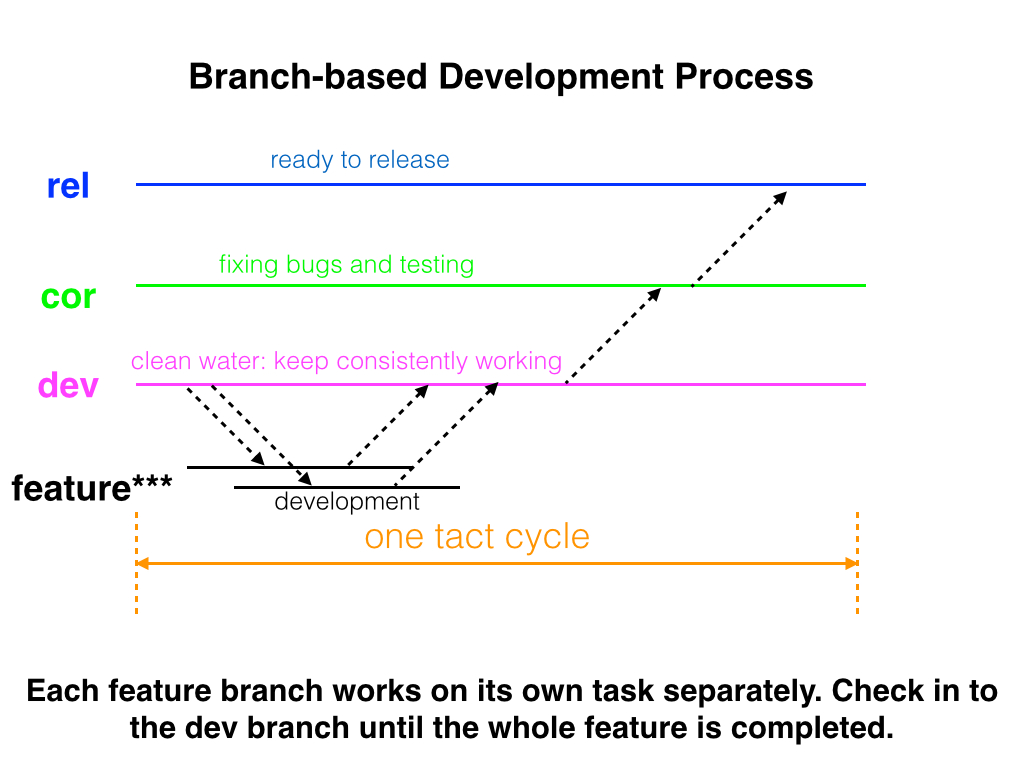 Branch-based Development Process
ready to release
rel
fixing bugs and testing
cor
clean water: keep consistently working
dev
feature***
development
one tact cycle
Each feature branch works on its own task separately. Check in to
the dev branch until the whole feature is completed.